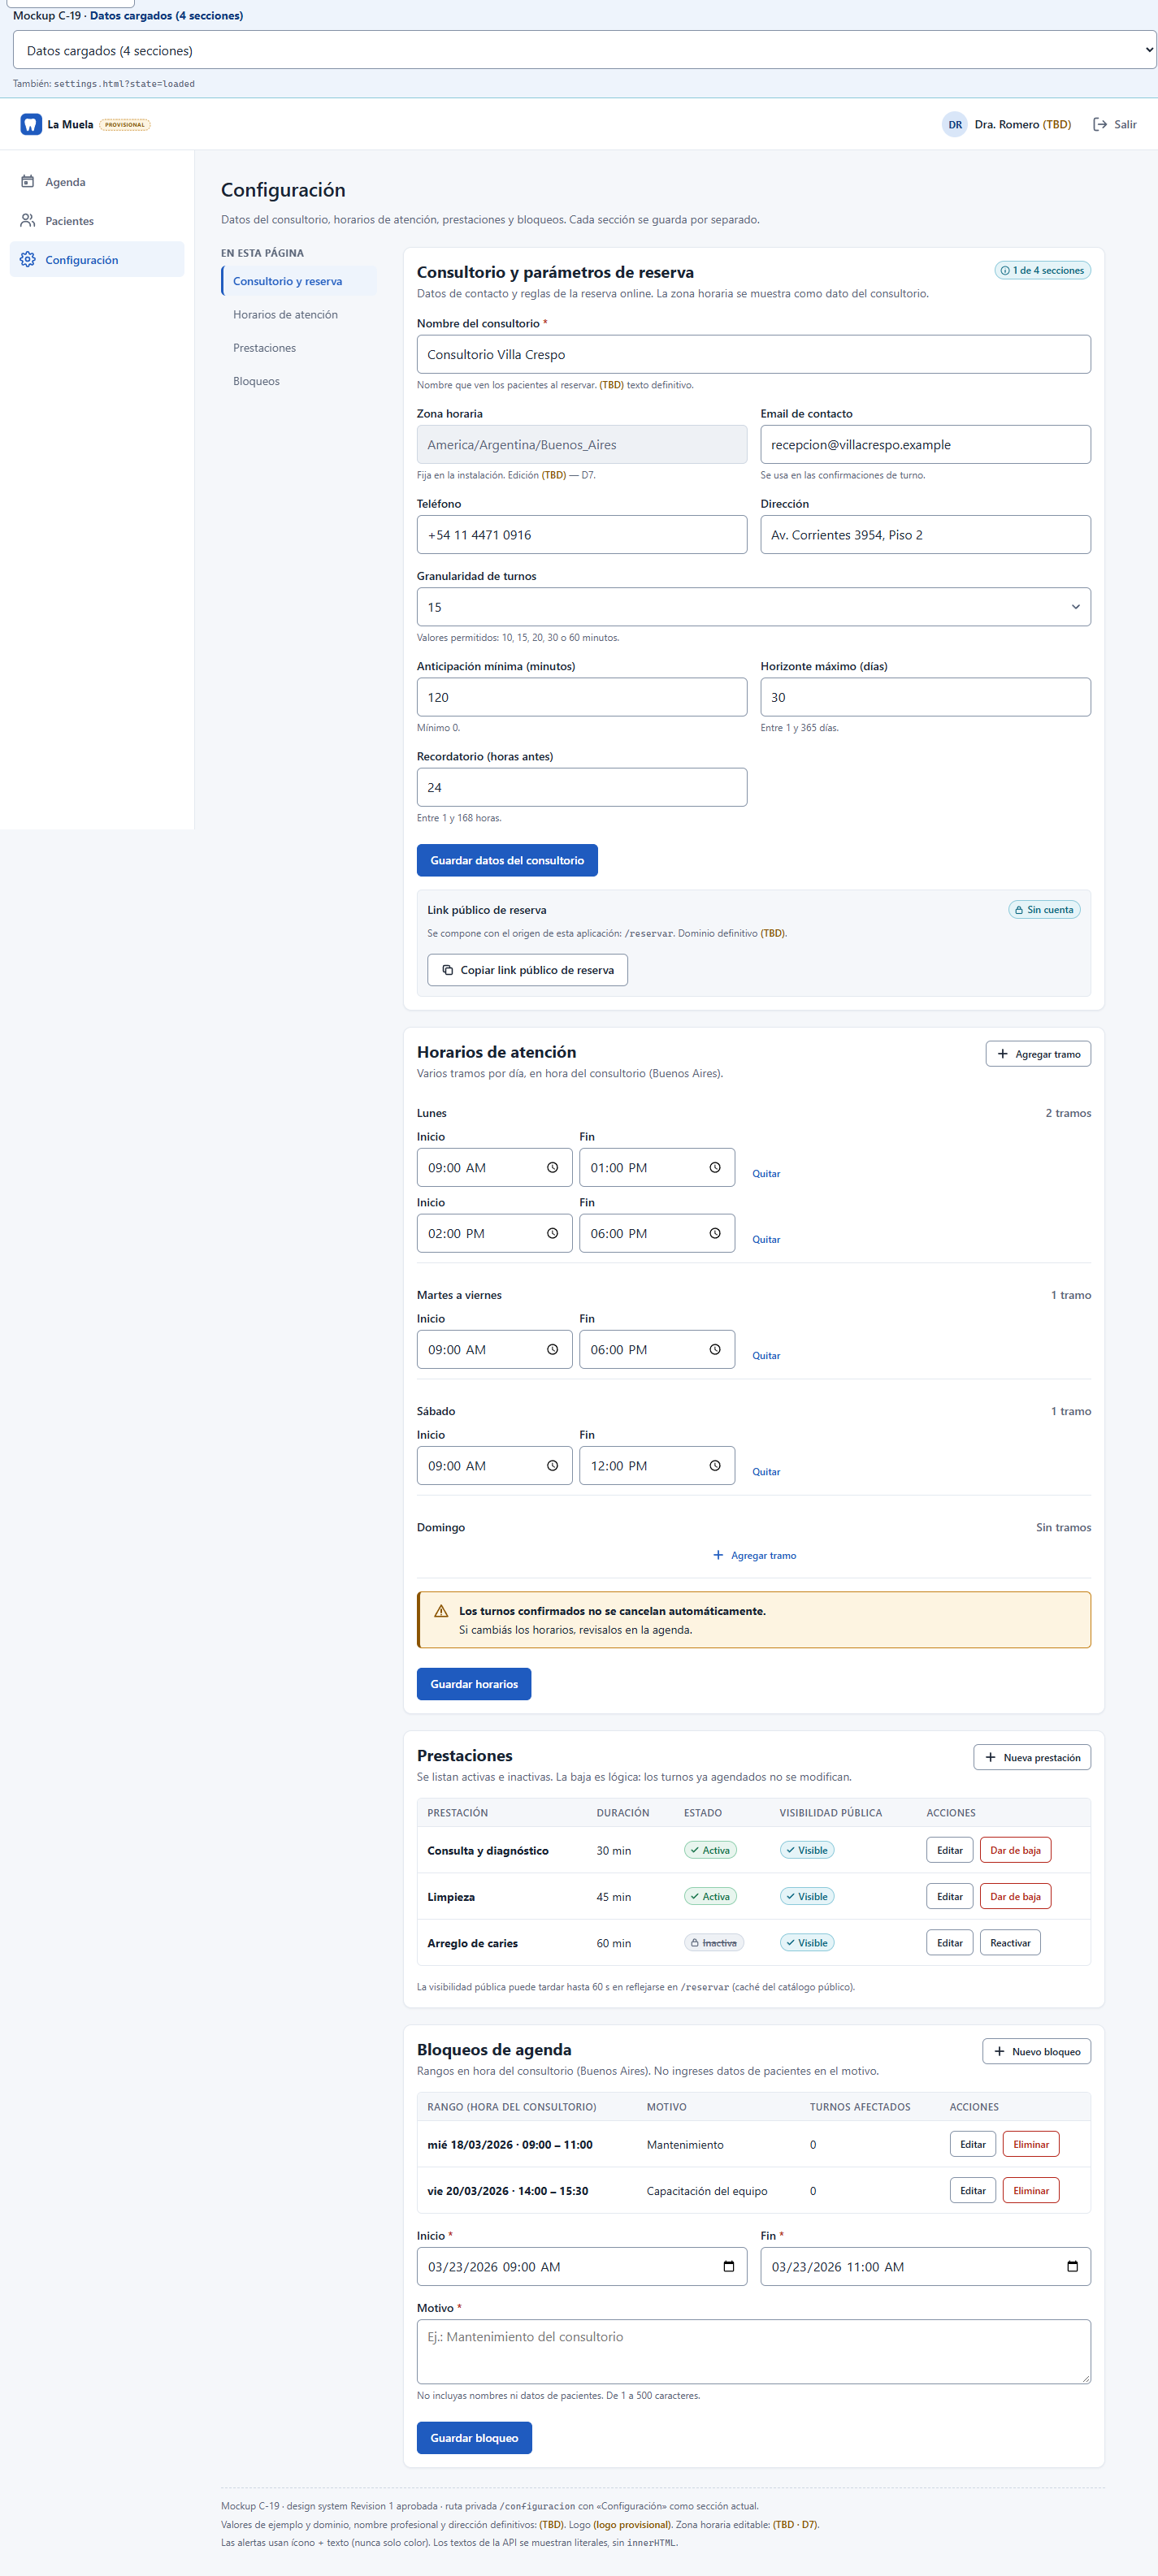 Mockup C-19 · Datos cargados (4 secciones)
Datos cargados (4 secciones)
También: settings.html?state=loaded
La Muela PROVISIONAL
DR Dra. Romero (TBD) Salir
Agenda
Pacientes
Configuración
Configuración
Datos del consultorio, horarios de atención, prestaciones y bloqueos. Cada sección se guarda por separado.
EN ESTA PÁGINA
Consultorio y reserva
Horarios de atención
Prestaciones
Bloqueos
Consultorio y parámetros de reserva
1 de 4 secciones
Datos de contacto y reglas de la reserva online. La zona horaria se muestra como dato del consultorio.
Nombre del consultorio *
Consultorio Villa Crespo
Nombre que ven los pacientes al reservar. (TBD) texto definitivo.
Zona horaria
America/Argentina/Buenos_Aires
Fija en la instalación. Edición (TBD) — D7.
Email de contacto
recepcion@villacrespo.example
Se usa en las confirmaciones de turno.
Teléfono
+54 11 4471 0916
Dirección
Av. Corrientes 3954, Piso 2
Granularidad de turnos
15
Valores permitidos: 10, 15, 20, 30 o 60 minutos.
Anticipación mínima (minutos)
120
Mínimo 0.
Horizonte máximo (días)
30
Entre 1 y 365 días.
Recordatorio (horas antes)
24
Entre 1 y 168 horas.
Guardar datos del consultorio
Link público de reserva
Sin cuenta
Se compone con el origen de esta aplicación: /reservar. Dominio definitivo (TBD).
Copiar link público de reserva
Horarios de atención
Agregar tramo
Varios tramos por día, en hora del consultorio (Buenos Aires).
Lunes 2 tramos
Inicio Fin
09:00 AM 01:00 PM Quitar
Inicio Fin
02:00 PM 06:00 PM Quitar
Martes a viernes 1 tramo
Inicio Fin
09:00 AM 06:00 PM Quitar
Sábado 1 tramo
Inicio Fin
09:00 AM 12:00 PM Quitar
Domingo Sin tramos
Agregar tramo
Los turnos confirmados no se cancelan automáticamente.
Si cambiás los horarios, revisalos en la agenda.
Guardar horarios
Prestaciones
Nueva prestación
Se listan activas e inactivas. La baja es lógica: los turnos ya agendados no se modifican.
PRESTACIÓN DURACIÓN ESTADO VISIBILIDAD PÚBLICA ACCIONES
Consulta y diagnóstico 30 min Activa Visible Editar Dar de baja
Limpieza 45 min Activa Visible Editar Dar de baja
Arreglo de caries 60 min Inactiva Visible Editar Reactivar
La visibilidad pública puede tardar hasta 60 s en reflejarse en /reservar (caché del catálogo público).
Bloqueos de agenda
Nuevo bloqueo
Rangos en hora del consultorio (Buenos Aires). No ingreses datos de pacientes en el motivo.
RANGO (HORA DEL CONSULTORIO) MOTIVO TURNOS AFECTADOS ACCIONES
mié 18/03/2026 · 09:00 – 11:00 Mantenimiento 0 Editar Eliminar
vie 20/03/2026 · 14:00 – 15:30 Capacitación del equipo 0 Editar Eliminar
Inicio * Fin *
03/23/2026 09:00 AM 03/23/2026 11:00 AM
Motivo *
Ej.: Mantenimiento del consultorio
No incluyas nombres ni datos de pacientes. De 1 a 500 caracteres.
Guardar bloqueo
Mockup C-19 · design system Revision 1 aprobada · ruta privada /configuracion con «Configuración» como sección actual.
Valores de ejemplo y dominio, nombre profesional y dirección definitivos: (TBD). Logo (logo provisional). Zona horaria editable: (TBD · D7).
Las alertas usan ícono + texto (nunca solo color). Los textos de la API se muestran literales, sin innerHTML.